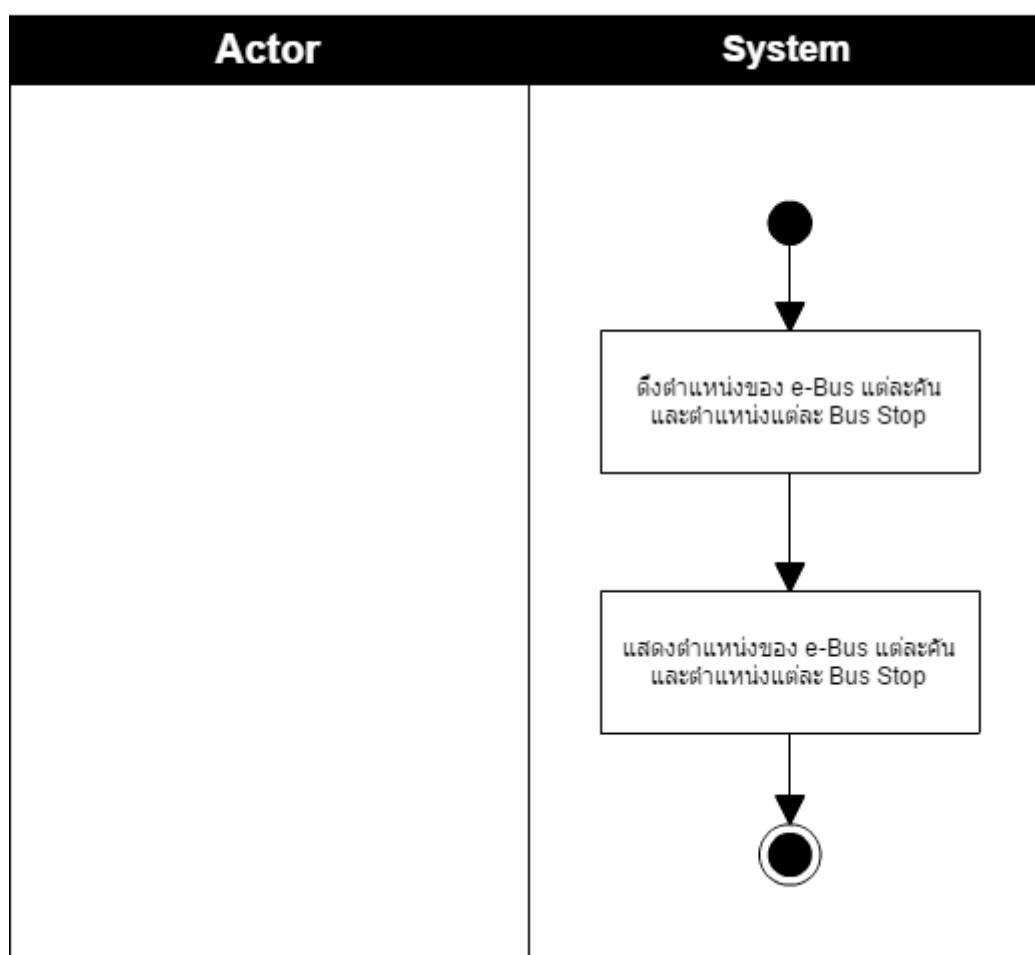 Actor
System
ดึงตำแหน่งของ e-Bus แต่ละคัน
และตำแหน่งแต่ละ Bus Stop
แสดงตำแหน่งของ e-Bus แต่ละคัน
และตำแหน่งแต่ละ Bus Stop